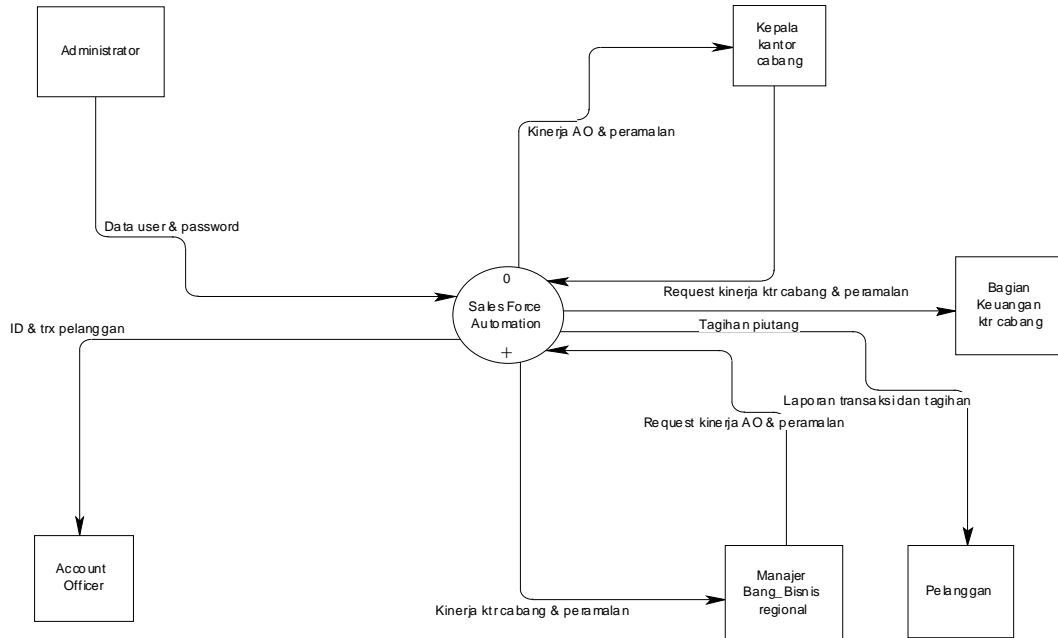 Administrator
Kepala
kantor
cabang
Kinerja AO & peramalan
Data user & password
0
Sales Force
Automation
+
Request kinerja ktr cabang & peramalan
Bagian
Keuangan
ktr cabang
ID & trx pelanggan
Tagihan piutang
Laporan transaksi dan tagihan
Request kinerja AO & peramalan
Account
Officer
Kinerja ktr cabang & peramalan
Manajer
Bang_Bisnis
regional
Pelanggan